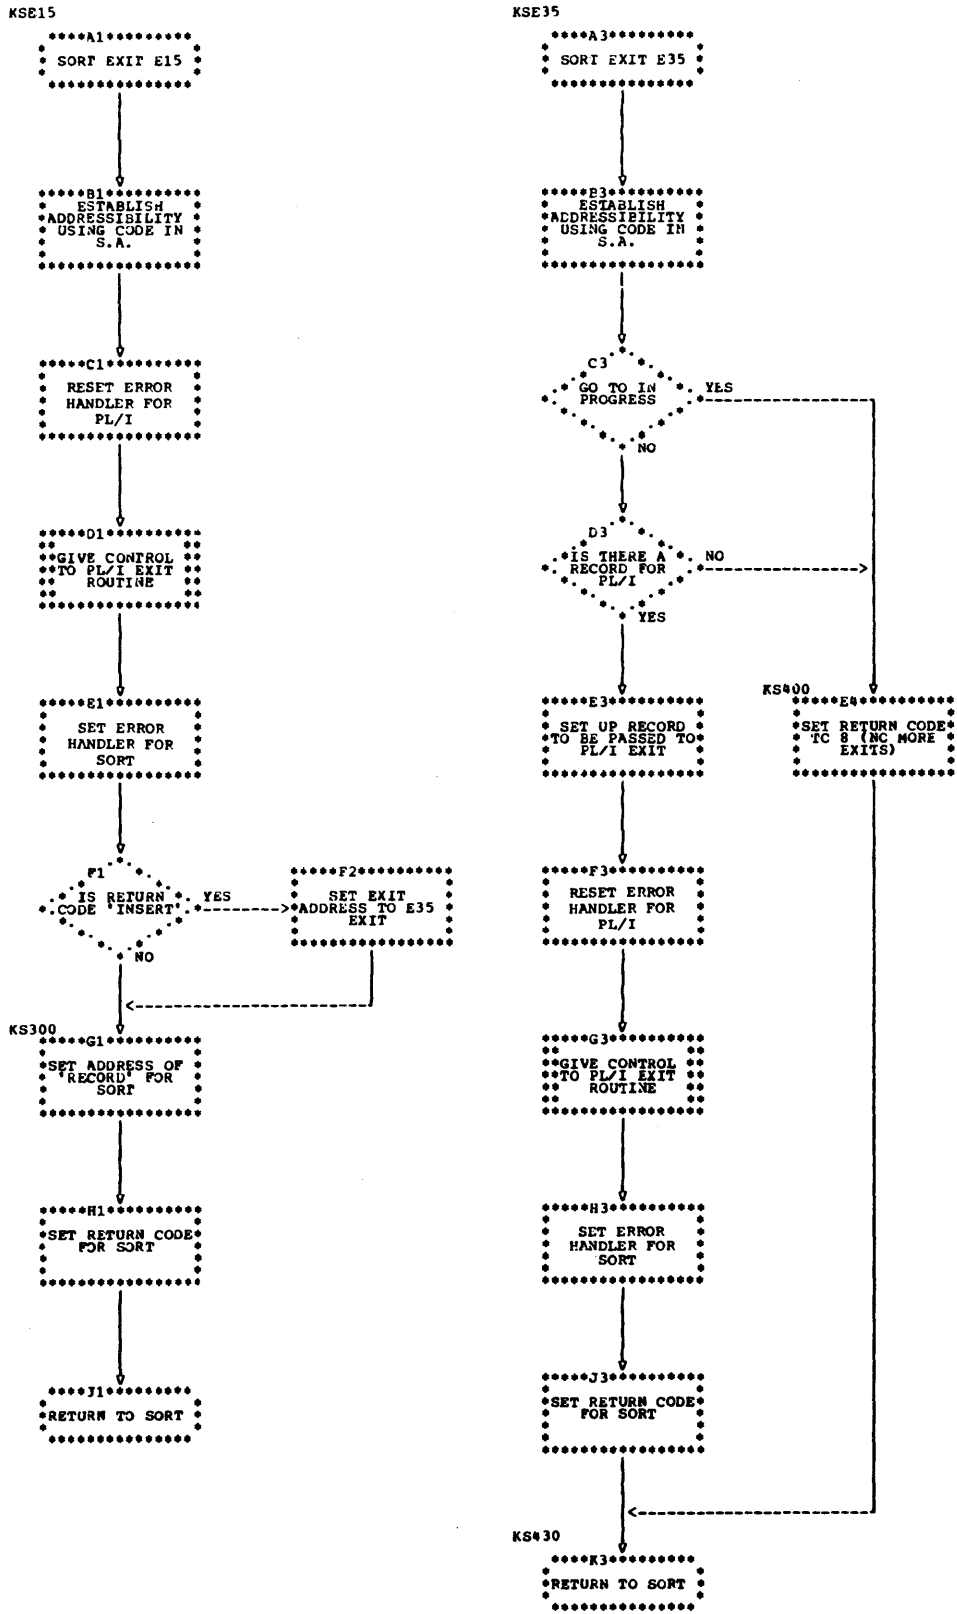 KSE15
A1
SORT EXIT E15
B1
ESTABLISH
ADDRESSIBILITY
USING CODE IN
S.A.
C1
RESET ERROR
HANDLER FOR
PL/I
D1
GIVE CONTROL
TO PL/I EXIT
ROUTINE
E1
SET ERROR
HANDLER FOR
SORT
F1
IS RETURN
CODE 'INSERT'
YES
NO
F2
SET EXIT
ADDRESS TO E35
EXIT
KS300
G1
SET ADDRESS OF
'RECORD' FOR
SORT
H1
SET RETURN CODE
FOR SORT
J1
RETURN TO SORT
KSE35
A3
SORT EXIT E35
B3
ESTABLISH
ADDRESSIBILITY
USING CODE IN
S.A.
C3
GO TO IN
PROGRESS
YES
NO
D3
IS THERE A
RECORD FOR
PL/I
NO
YES
E3
SET UP RECORD
TO BE PASSED TO
PL/I EXIT
KS400
E4
SET RETURN CODE
TO 8 (NO MORE
EXITS)
F3
RESET ERROR
HANDLER FOR
PL/I
G3
GIVE CONTROL
TO PL/I EXIT
ROUTINE
H3
SET ERROR
HANDLER FOR
SORT
J3
SET RETURN CODE
FOR SORT
KS430
K3
RETURN TO SORT